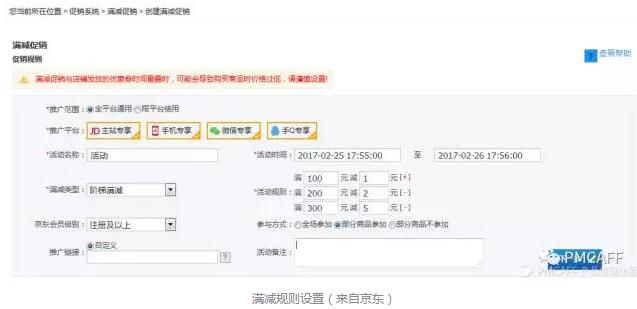 您当前所在位置 > 促销系统 > 满减促销 > 创建满减促销
满减促销
促销规则
? 查看帮助
满减促销与店铺发放的优惠券时间重叠时，可能会导致购买商品时价格过低，请谨慎设置!
*推广范围： 全平台通用 限平台使用
*推广平台： JD 主站专享 手机专享 微信专享 手Q专享
*活动名称： 活动 *活动时间： 2017-02-25 17:55:00 至 2017-02-26 17:56:00
满 100 元减 1 元[+]
*满减类型： 阶梯满减 *活动规则： 满 200 元减 2 元[-]
满 300 元减 5 元[-]
京东会员级别： 注册及以上 参与方式： 全场参加 部分商品参加 部分商品不参加
推广链接： 自定义 ? 活动备注：
PMCAFF
PMCAFF
满减规则设置（来自京东）